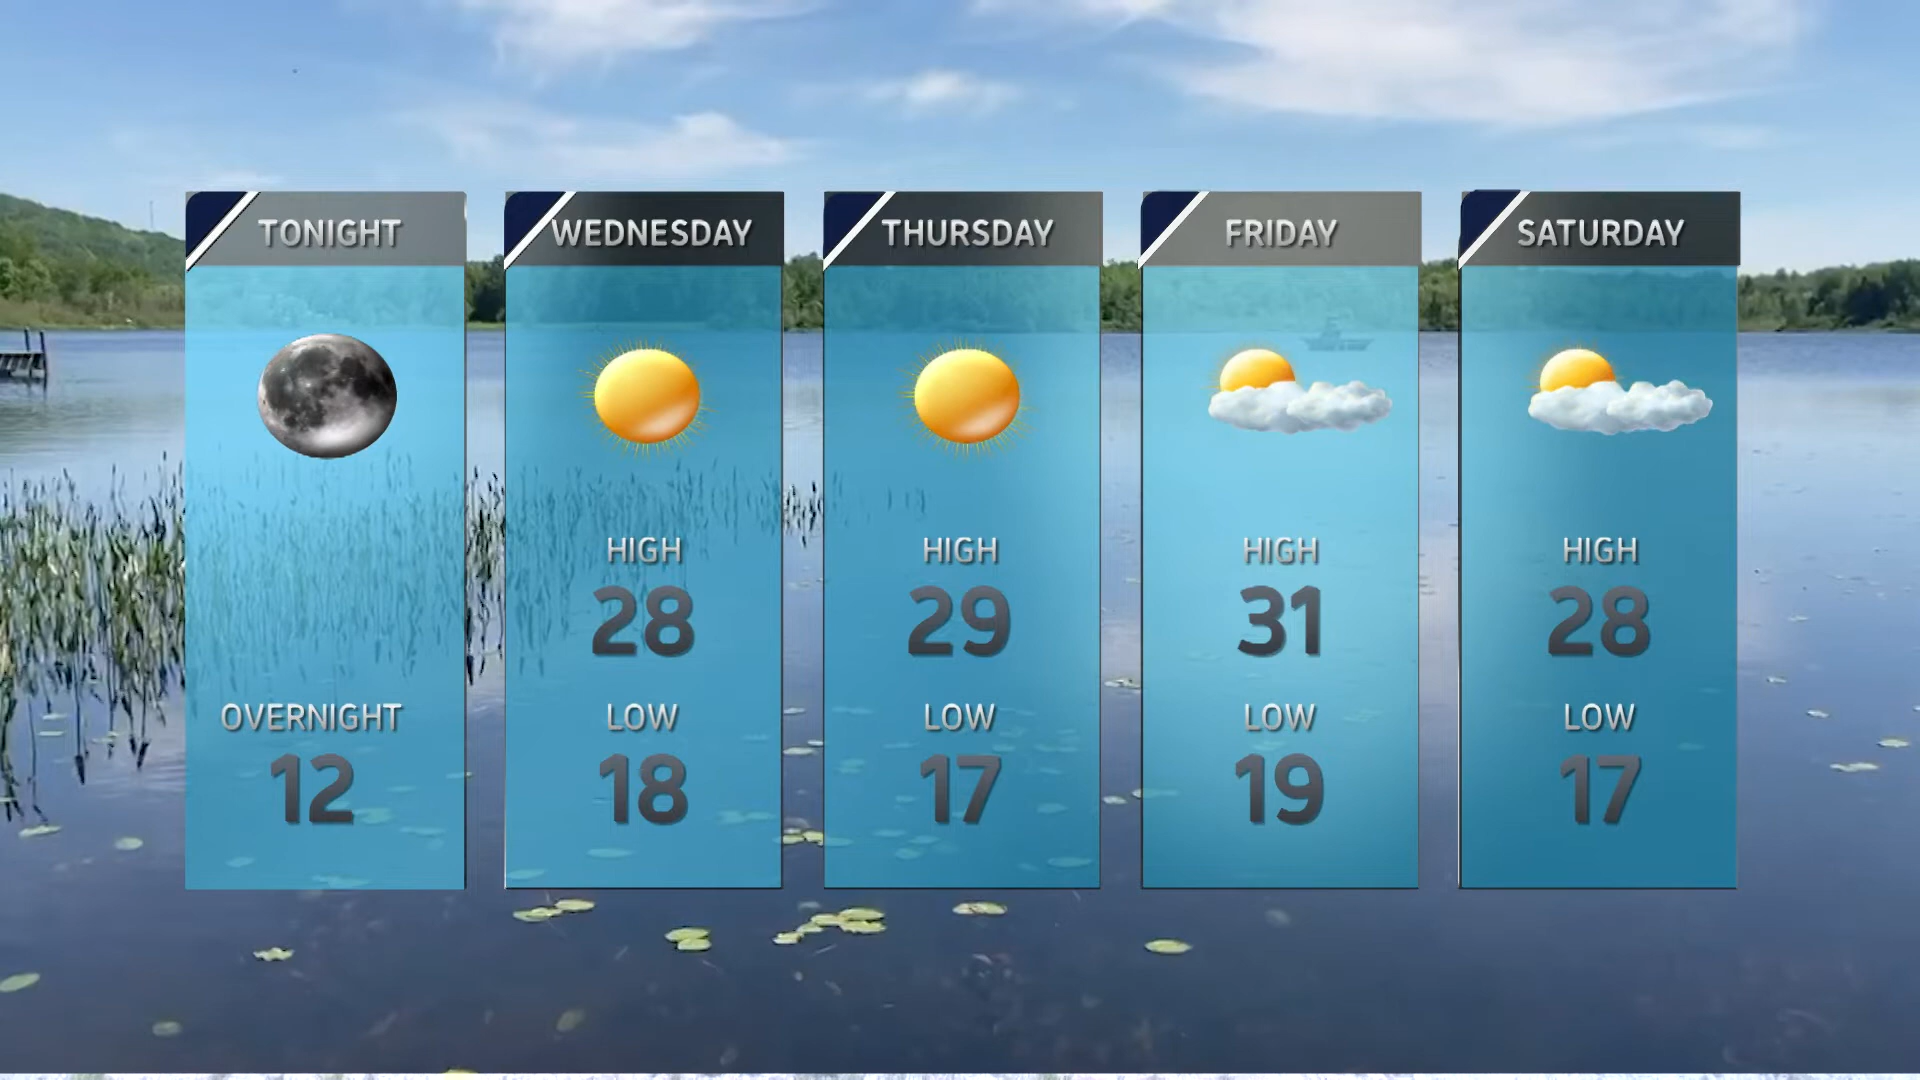 TONIGHT
OVERNIGHT
12
WEDNESDAY
HIGH
28
LOW
18
THURSDAY
HIGH
29
LOW
17
FRIDAY
HIGH
31
LOW
19
SATURDAY
HIGH
28
LOW
17